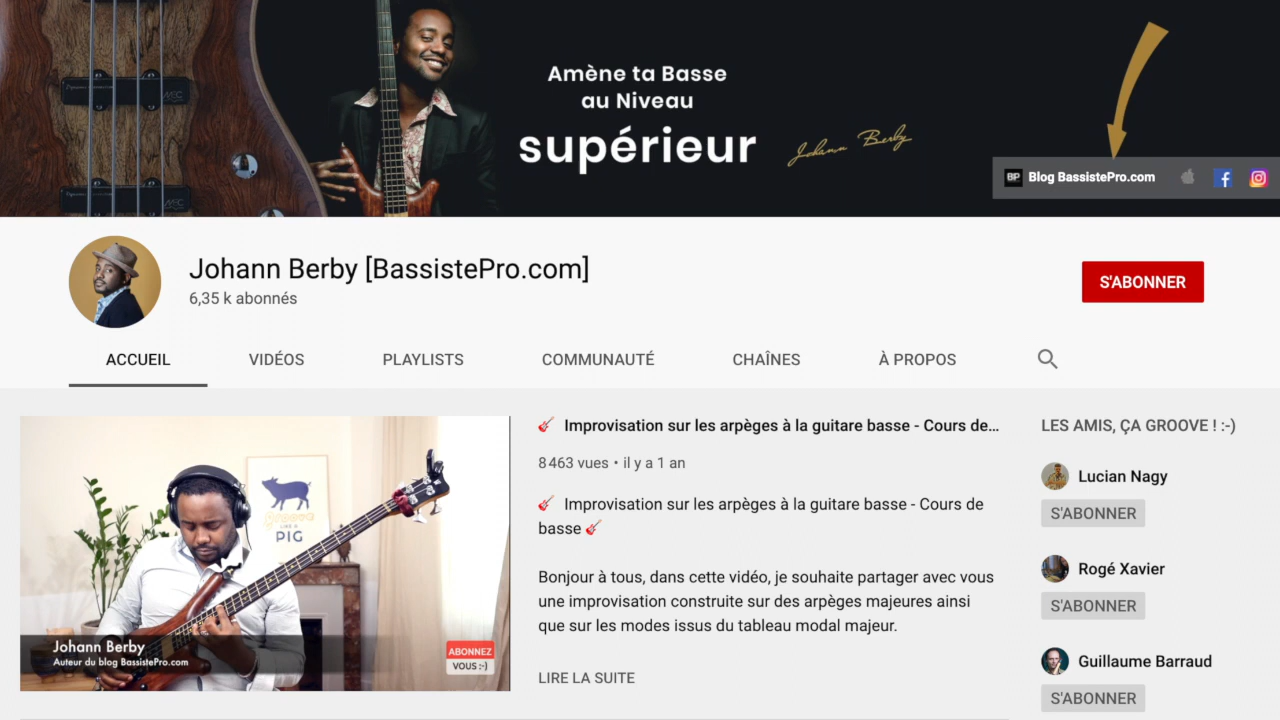 Amène ta Basse
au Niveau
supérieur
Johann Berby
BP Blog BassistePro.com
Johann Berby [BassistePro.com]
6,35 k abonnés
S'ABONNER
ACCUEIL VIDÉOS PLAYLISTS COMMUNAUTÉ CHAÎNES À PROPOS
groove
LIKE A
PIG
Johann Berby
Auteur du blog BassistePro.com
ABONNEZ
VOUS :-)
Improvisation sur les arpèges à la guitare basse - Cours de...
8 463 vues • il y a 1 an
Improvisation sur les arpèges à la guitare basse - Cours de
basse
Bonjour à tous, dans cette vidéo, je souhaite partager avec vous
une improvisation construite sur des arpèges majeures ainsi
que sur les modes issus du tableau modal majeur.
LIRE LA SUITE
LES AMIS, ÇA GROOVE ! :-)
Lucian Nagy
S'ABONNER
Rogé Xavier
S'ABONNER
Guillaume Barraud
S'ABONNER